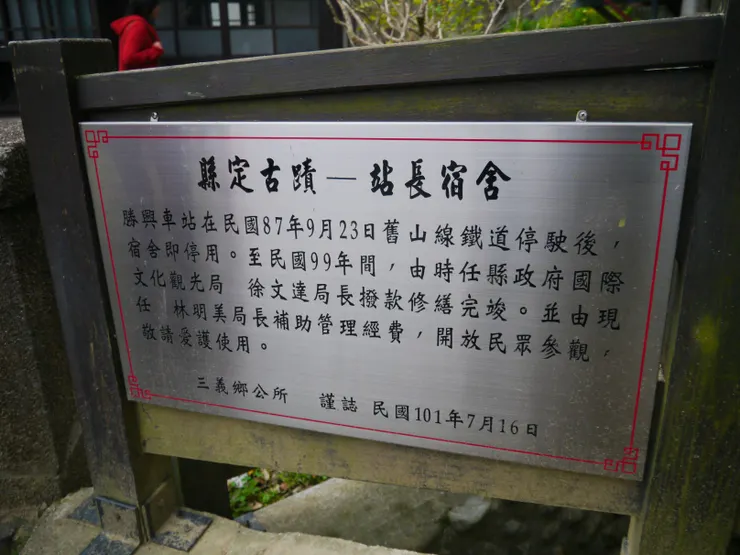 縣定古蹟—站長宿舍
勝興車站在民國87年9月23日舊山線鐵道停駛後，
宿舍即停用。至民國99年間，由時任縣政府國際
文化觀光局　徐文達局長撥款修繕完竣。並由現
任　林明美局長補助管理經費，開放民眾參觀，
敬請愛護使用。
三義鄉公所　謹誌 民國101年7月16日